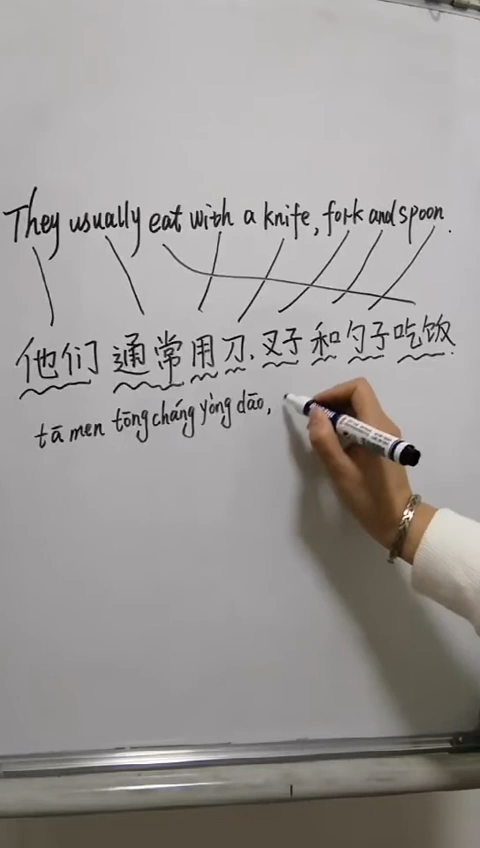 They usually eat with a knife, fork and spoon.
他们 通常用刀,叉子和勺子吃饭.
tā men tōng cháng yòng dāo,